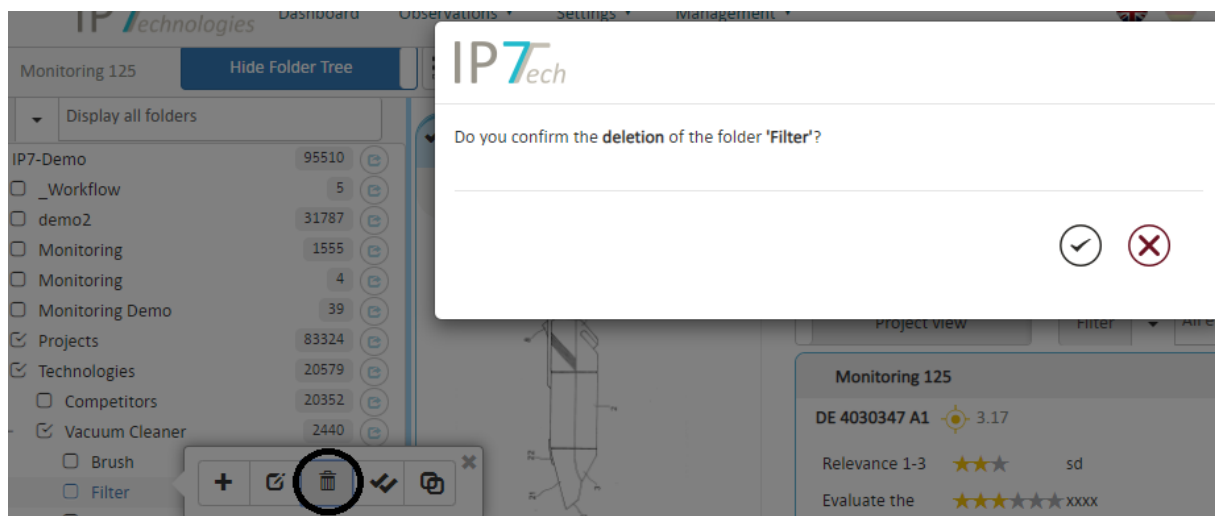 IP 7echnologies
Dashboard
Observations
Settings
Management
Monitoring 125
Hide Folder Tree
Display all folders
IP7-Demo 95510
_Workflow 5
demo2 31787
Monitoring 1555
Monitoring 4
Monitoring Demo 39
Projects 83324
Technologies 20579
Competitors 20352
Vacuum Cleaner 2440
Brush
Filter
IP7Tech
Do you confirm the deletion of the folder 'Filter'?
Project view
Filter
Monitoring 125
DE 4030347 A1 3.17
Relevance 1-3 sd
Evaluate the xxxx